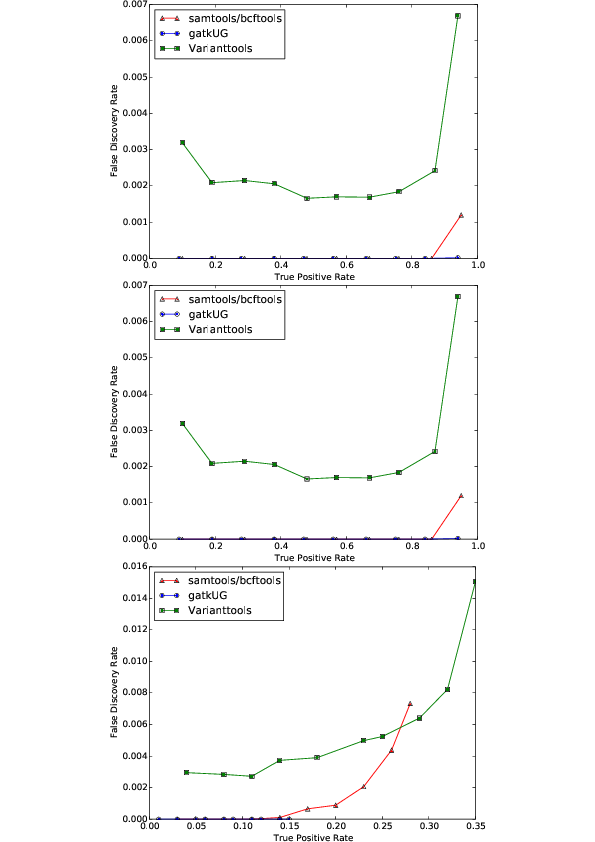 0.007
0.006
0.005
0.004
0.003
0.002
0.001
0.000
False Discovery Rate
samtools/bcftools
gatkUG
Varianttools
0.0 0.2 0.4 0.6 0.8 1.0
True Positive Rate
0.007
0.006
0.005
0.004
0.003
0.002
0.001
0.000
False Discovery Rate
samtools/bcftools
gatkUG
Varianttools
0.0 0.2 0.4 0.6 0.8 1.0
True Positive Rate
0.016
0.014
0.012
0.010
0.008
0.006
0.004
0.002
0.000
False Discovery Rate
samtools/bcftools
gatkUG
Varianttools
0.00 0.05 0.10 0.15 0.20 0.25 0.30 0.35
True Positive Rate